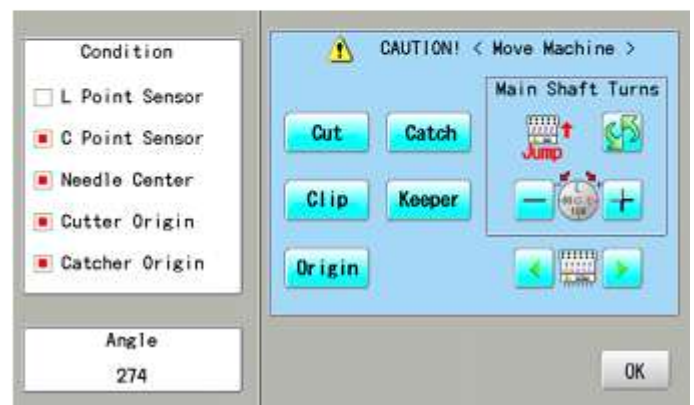 Condition
L Point Sensor
C Point Sensor
Needle Center
Cutter Origin
Catcher Origin
Angle
274
CAUTION! < Move Machine >
Main Shaft Turns
Cut
Catch
Jump
Clip
Keeper
Origin
OK